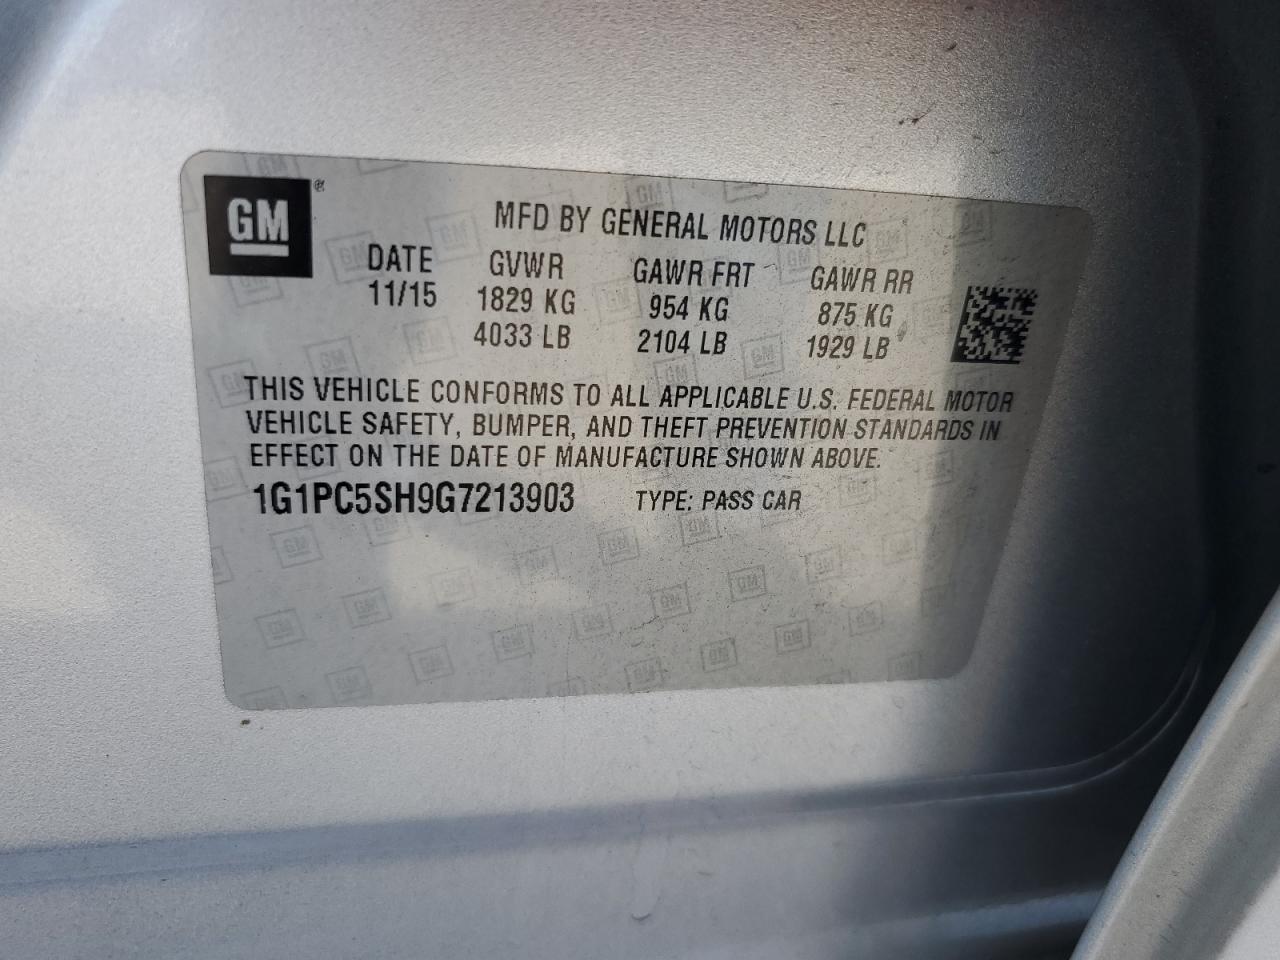 GM®
MFD BY GENERAL MOTORS LLC
DATE GVWR GAWR FRT GAWR RR
11/15 1829 KG 954 KG 875 KG
4033 LB 2104 LB 1929 LB
THIS VEHICLE CONFORMS TO ALL APPLICABLE U.S. FEDERAL MOTOR
VEHICLE SAFETY, BUMPER, AND THEFT PREVENTION STANDARDS IN
EFFECT ON THE DATE OF MANUFACTURE SHOWN ABOVE.
1G1PC5SH9G7213903 TYPE: PASS CAR